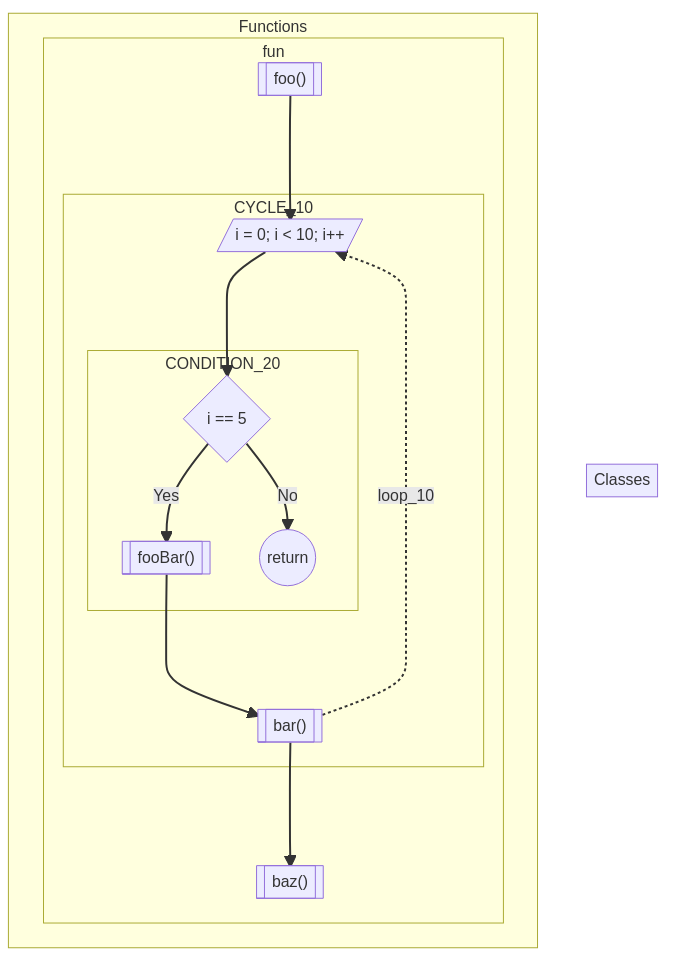 Functions
fun
foo()
CYCLE_10
i = 0; i < 10; i++
CONDITION_20
i == 5
Classes
Yes
No
loop_10
fooBar()
return
bar()
baz()